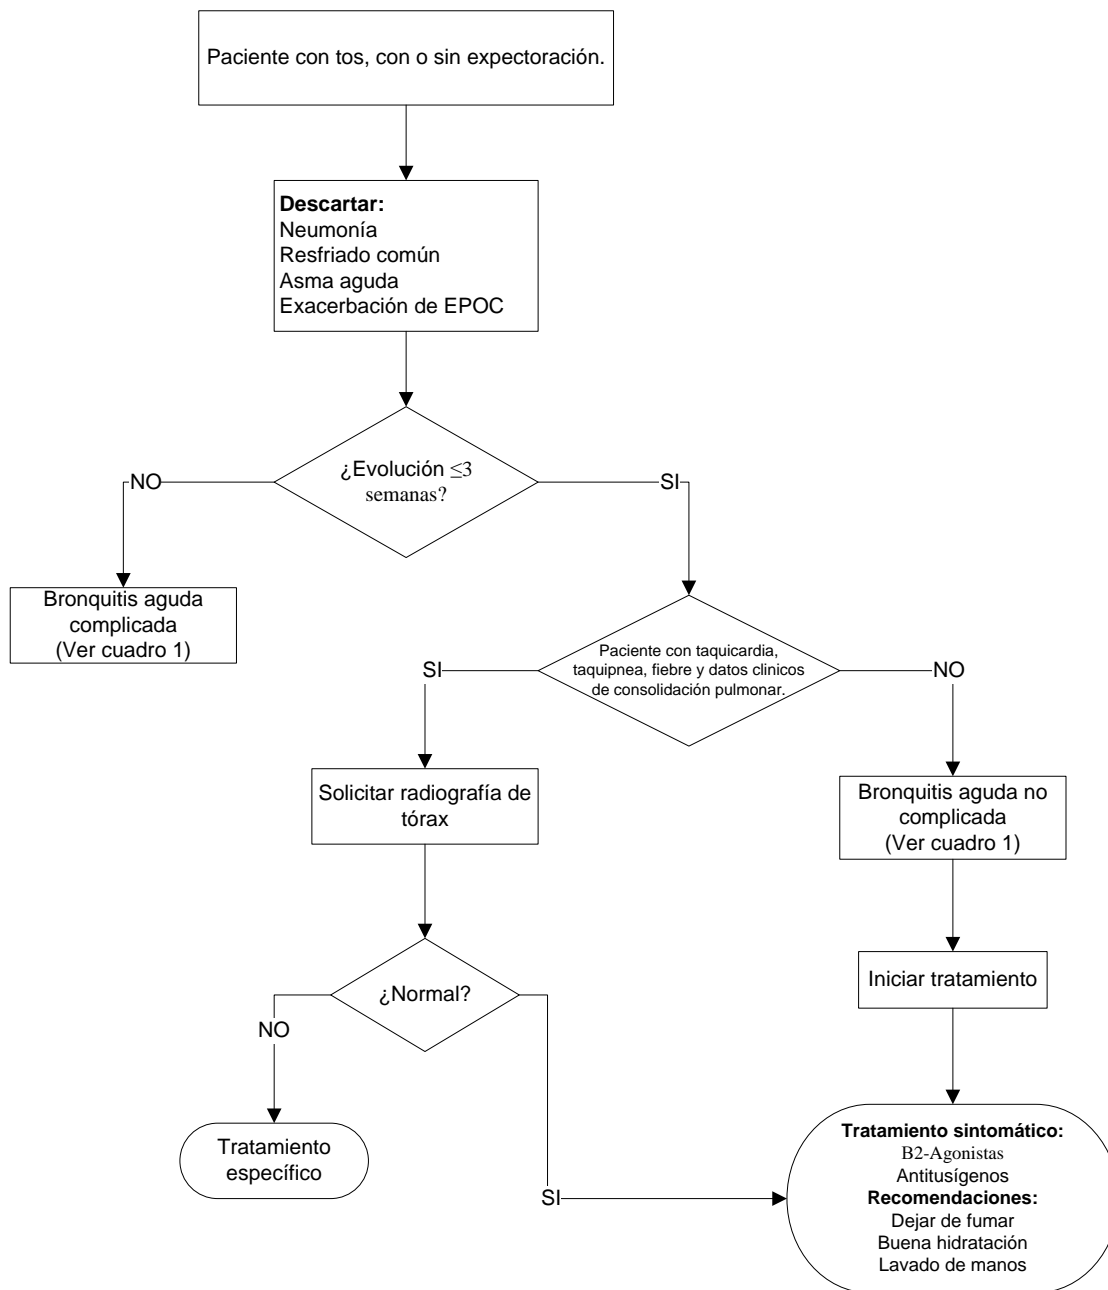 Paciente con tos, con o sin expectoración.
Descartar:
Neumonía
Resfriado común
Asma aguda
Exacerbación de EPOC
¿Evolución ≤3
semanas?
NO
SI
Bronquitis aguda
complicada
(Ver cuadro 1)
Paciente con taquicardia,
taquipnea, fiebre y datos clinicos
de consolidación pulmonar.
SI
NO
Solicitar radiografía de
tórax
Bronquitis aguda no
complicada
(Ver cuadro 1)
¿Normal?
Iniciar tratamiento
NO
Tratamiento
específico
SI
Tratamiento sintomático:
B2-Agonistas
Antitusígenos
Recomendaciones:
Dejar de fumar
Buena hidratación
Lavado de manos